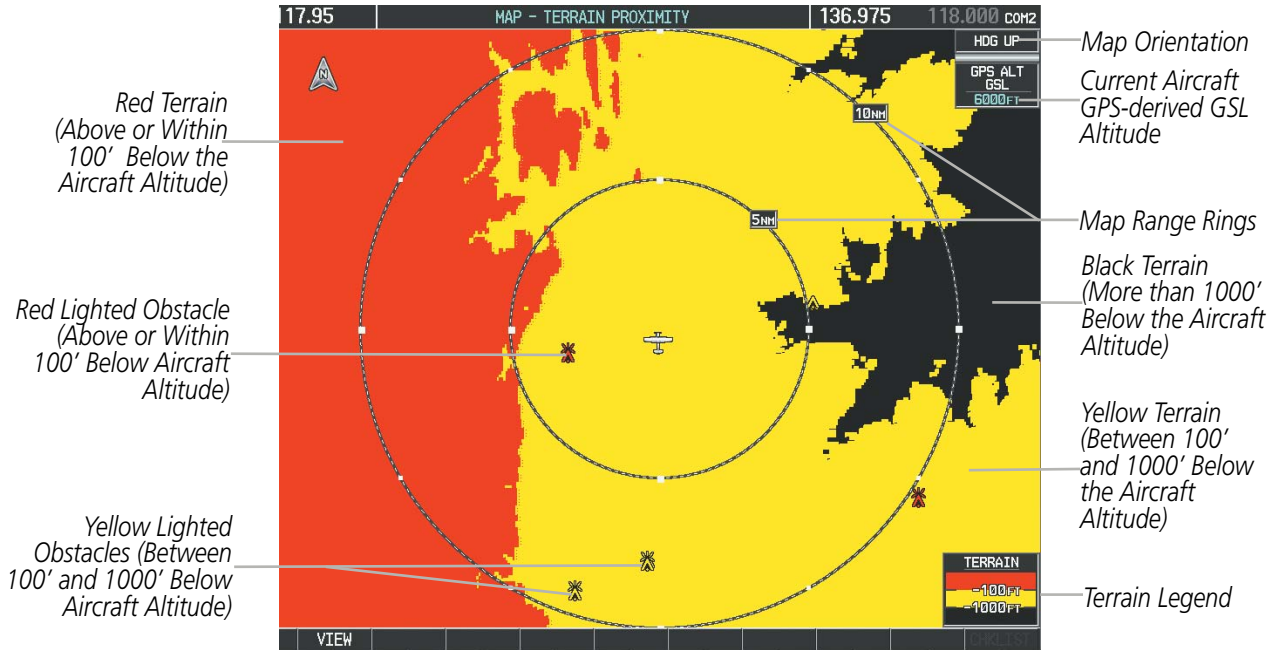 117.95
MAP – TERRAIN PROXIMITY
136.975
118.000 COM2
HDG UP
GPS ALT
GSL
6000FT
10NM
5NM
Red Terrain
(Above or Within
100’ Below the
Aircraft Altitude)
Red Lighted Obstacle
(Above or Within
100’ Below Aircraft
Altitude)
Yellow Lighted
Obstacles (Between
100’ and 1000’ Below
Aircraft Altitude)
Map Orientation
Current Aircraft
GPS-derived GSL
Altitude
Map Range Rings
Black Terrain
(More than 1000’
Below the Aircraft
Altitude)
Yellow Terrain
(Between 100’
and 1000’ Below
the Aircraft
Altitude)
Terrain Legend
N
TERRAIN
-100FT
-1000FT
VIEW
CHKLIST